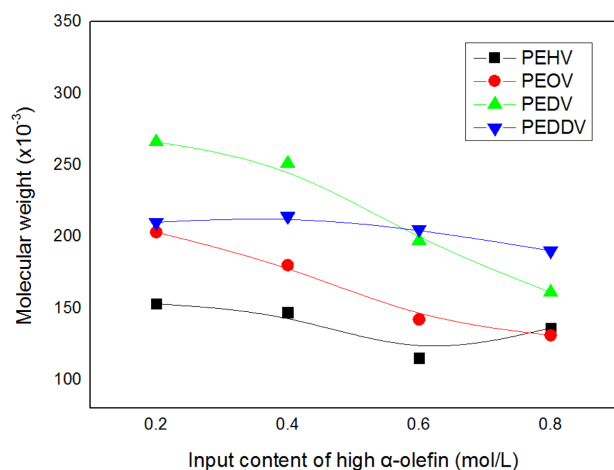 350
300
250
200
150
100
Molecular weight (x10⁻³)
PEHV
PEOV
PEDV
PEDDV
0.2 0.4 0.6 0.8
Input content of high α-olefin (mol/L)